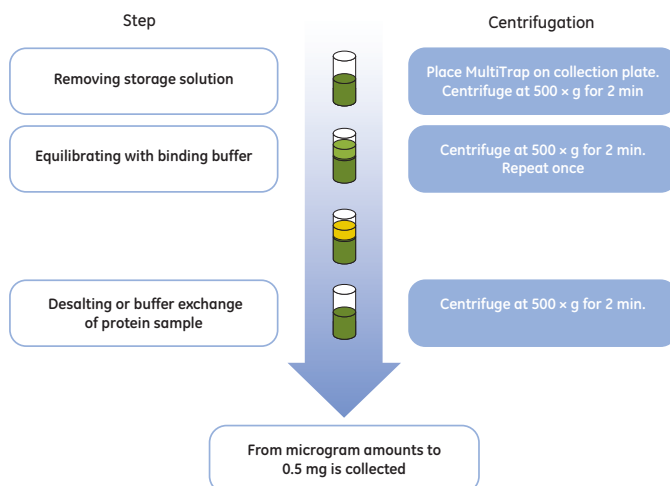 Step
Centrifugation
Removing storage solution
Place MultiTrap on collection plate.
Centrifuge at 500 × g for 2 min
Equilibrating with binding buffer
Centrifuge at 500 × g for 2 min.
Repeat once
Desalting or buffer exchange
of protein sample
Centrifuge at 500 × g for 2 min.
From microgram amounts to
0.5 mg is collected